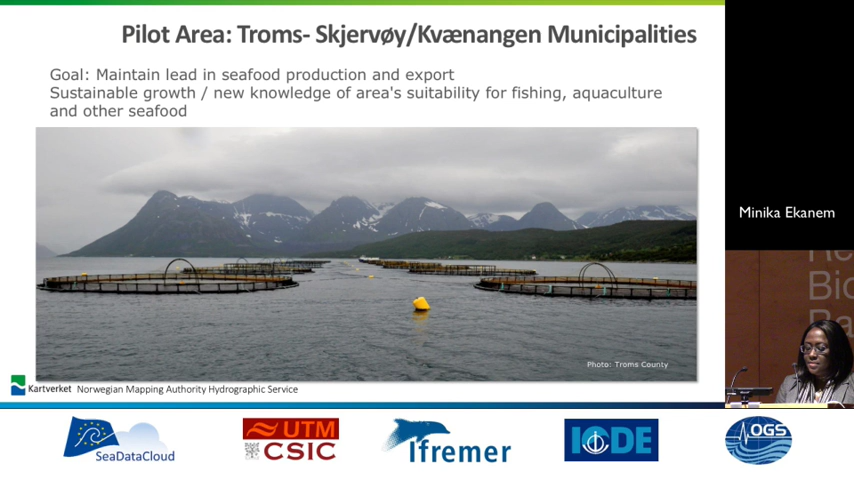 Pilot Area: Troms- Skjervøy/Kvænangen Municipalities
Goal: Maintain lead in seafood production and export
Sustainable growth / new knowledge of area's suitability for fishing, aquaculture
and other seafood
Minika Ekanem
Photo: Troms County
Kartverket Norwegian Mapping Authority Hydrographic Service
SeaDataCloud
UTM
CSIC
Ifremer
IODE
OGS